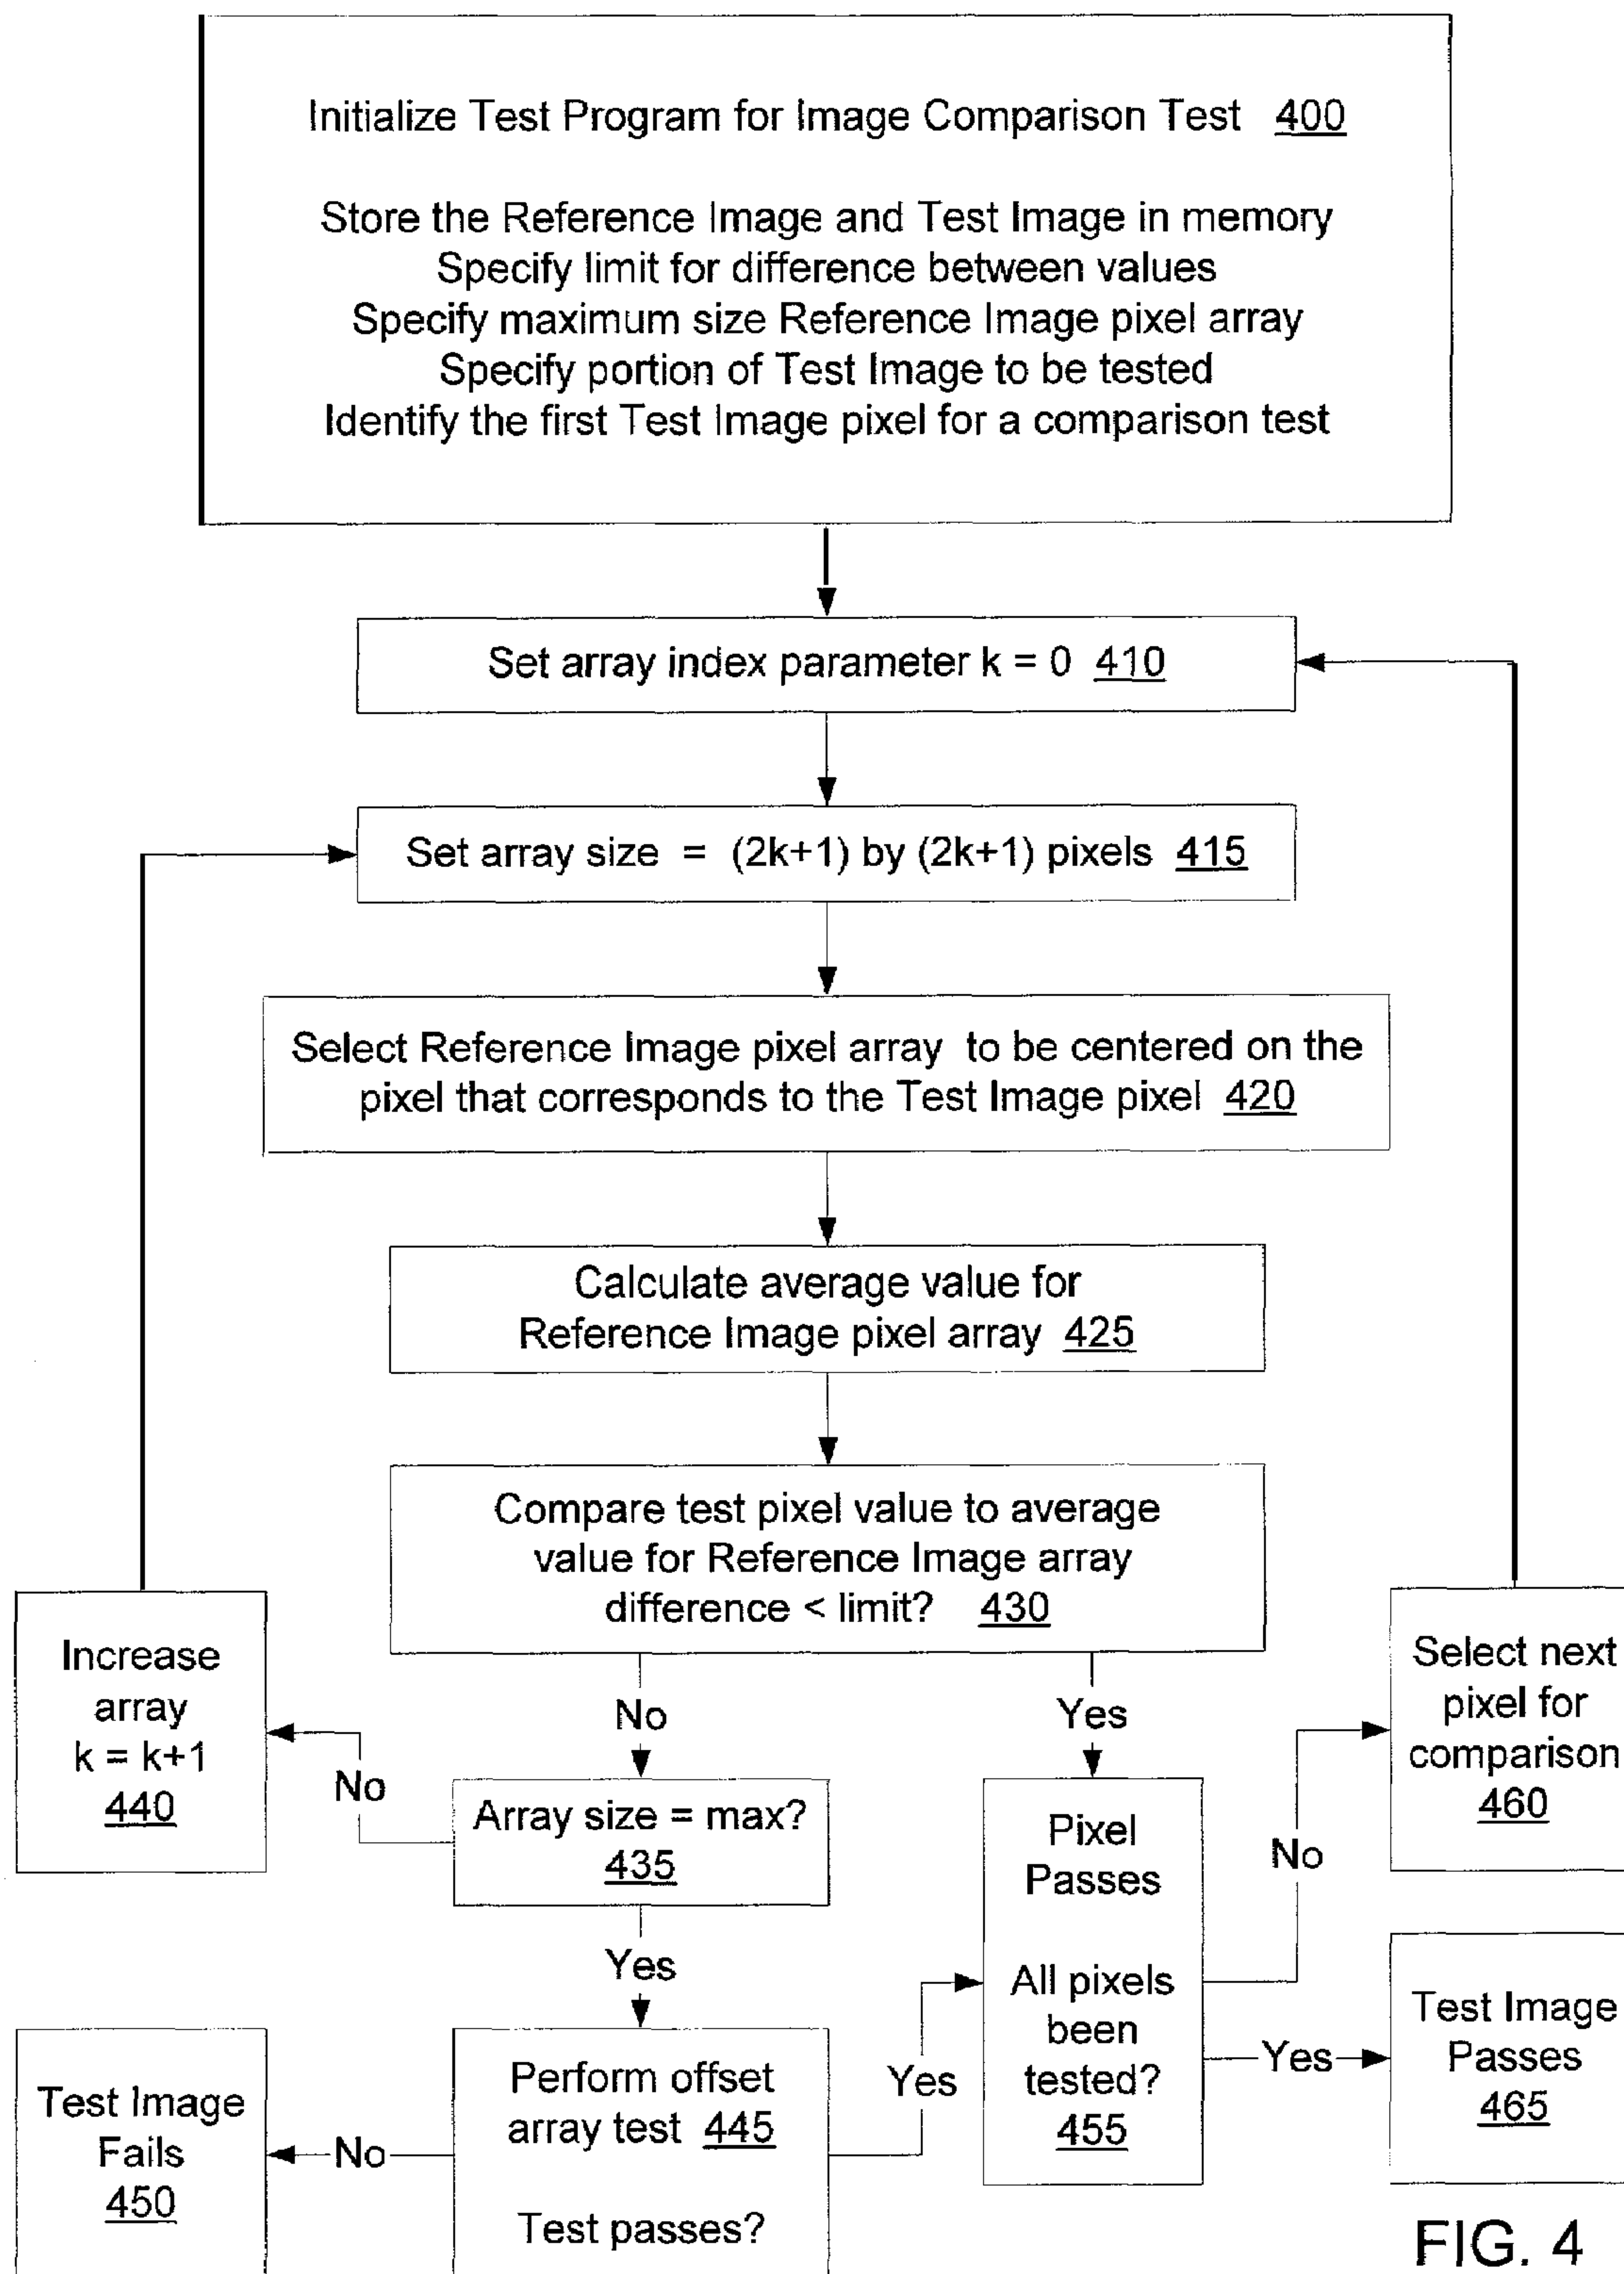 Initialize Test Program for Image Comparison Test 400
Store the Reference Image and Test Image in memory
Specify limit for difference between values
Specify maximum size Reference Image pixel array
Specify portion of Test Image to be tested
Identify the first Test Image pixel for a comparison test
Set array index parameter k = 0 410
Set array size = (2k+1) by (2k+1) pixels 415
Select Reference Image pixel array to be centered on the
pixel that corresponds to the Test Image pixel 420
Calculate average value for
Reference Image pixel array 425
Compare test pixel value to average
value for Reference Image array
difference < limit? 430
No
Yes
Increase
array
k = k+1
440
No
Array size = max?
435
Yes
Perform offset
array test 445
Test passes?
No
Test Image
Fails
450
Yes
Pixel
Passes
All pixels
been
tested?
455
No
Select next
pixel for
comparison
460
Yes
Test Image
Passes
465
FIG. 4